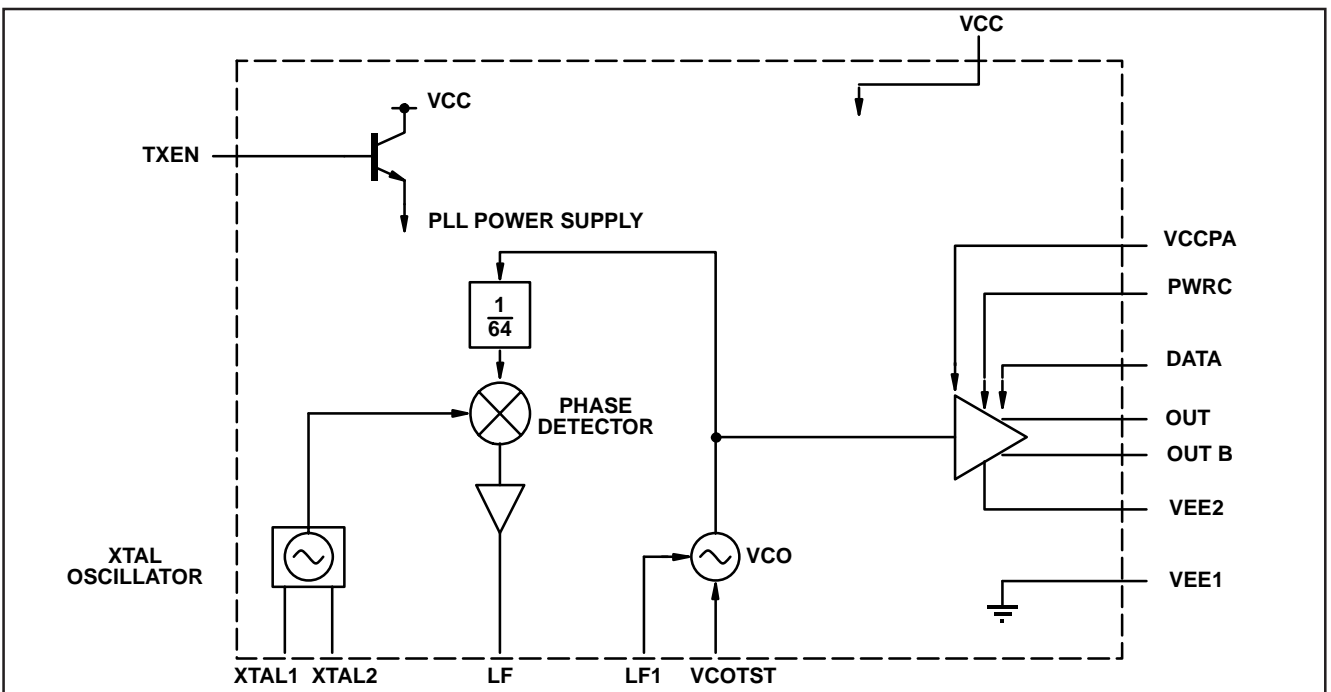 VCC
VCC
TXEN
PLL POWER SUPPLY
VCCPA
PWRC
1
64
DATA
PHASE
DETECTOR
OUT
OUT B
VEE2
XTAL
OSCILLATOR
VCO
VEE1
XTAL1 XTAL2 LF LF1 VCOTST